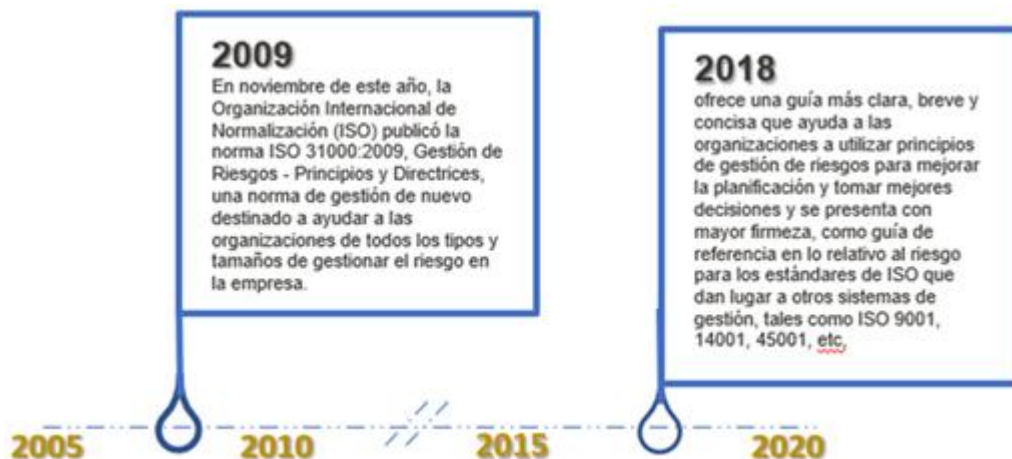 2009
En noviembre de este año, la
Organización Internacional de
Normalización (ISO) publicó la
norma ISO 31000:2009, Gestión de
Riesgos - Principios y Directrices,
una norma de gestión de nuevo
destinado a ayudar a las
organizaciones de todos los tipos y
tamaños de gestionar el riesgo en
la empresa.
2018
ofrece una guía más clara, breve y
concisa que ayuda a las
organizaciones a utilizar principios
de gestión de riesgos para mejorar
la planificación y tomar mejores
decisiones y se presenta con
mayor firmeza, como guía de
referencia en lo relativo al riesgo
para los estándares de ISO que
dan lugar a otros sistemas de
gestión, tales como ISO 9001,
14001, 45001, etc,
2005 2010 2015 2020